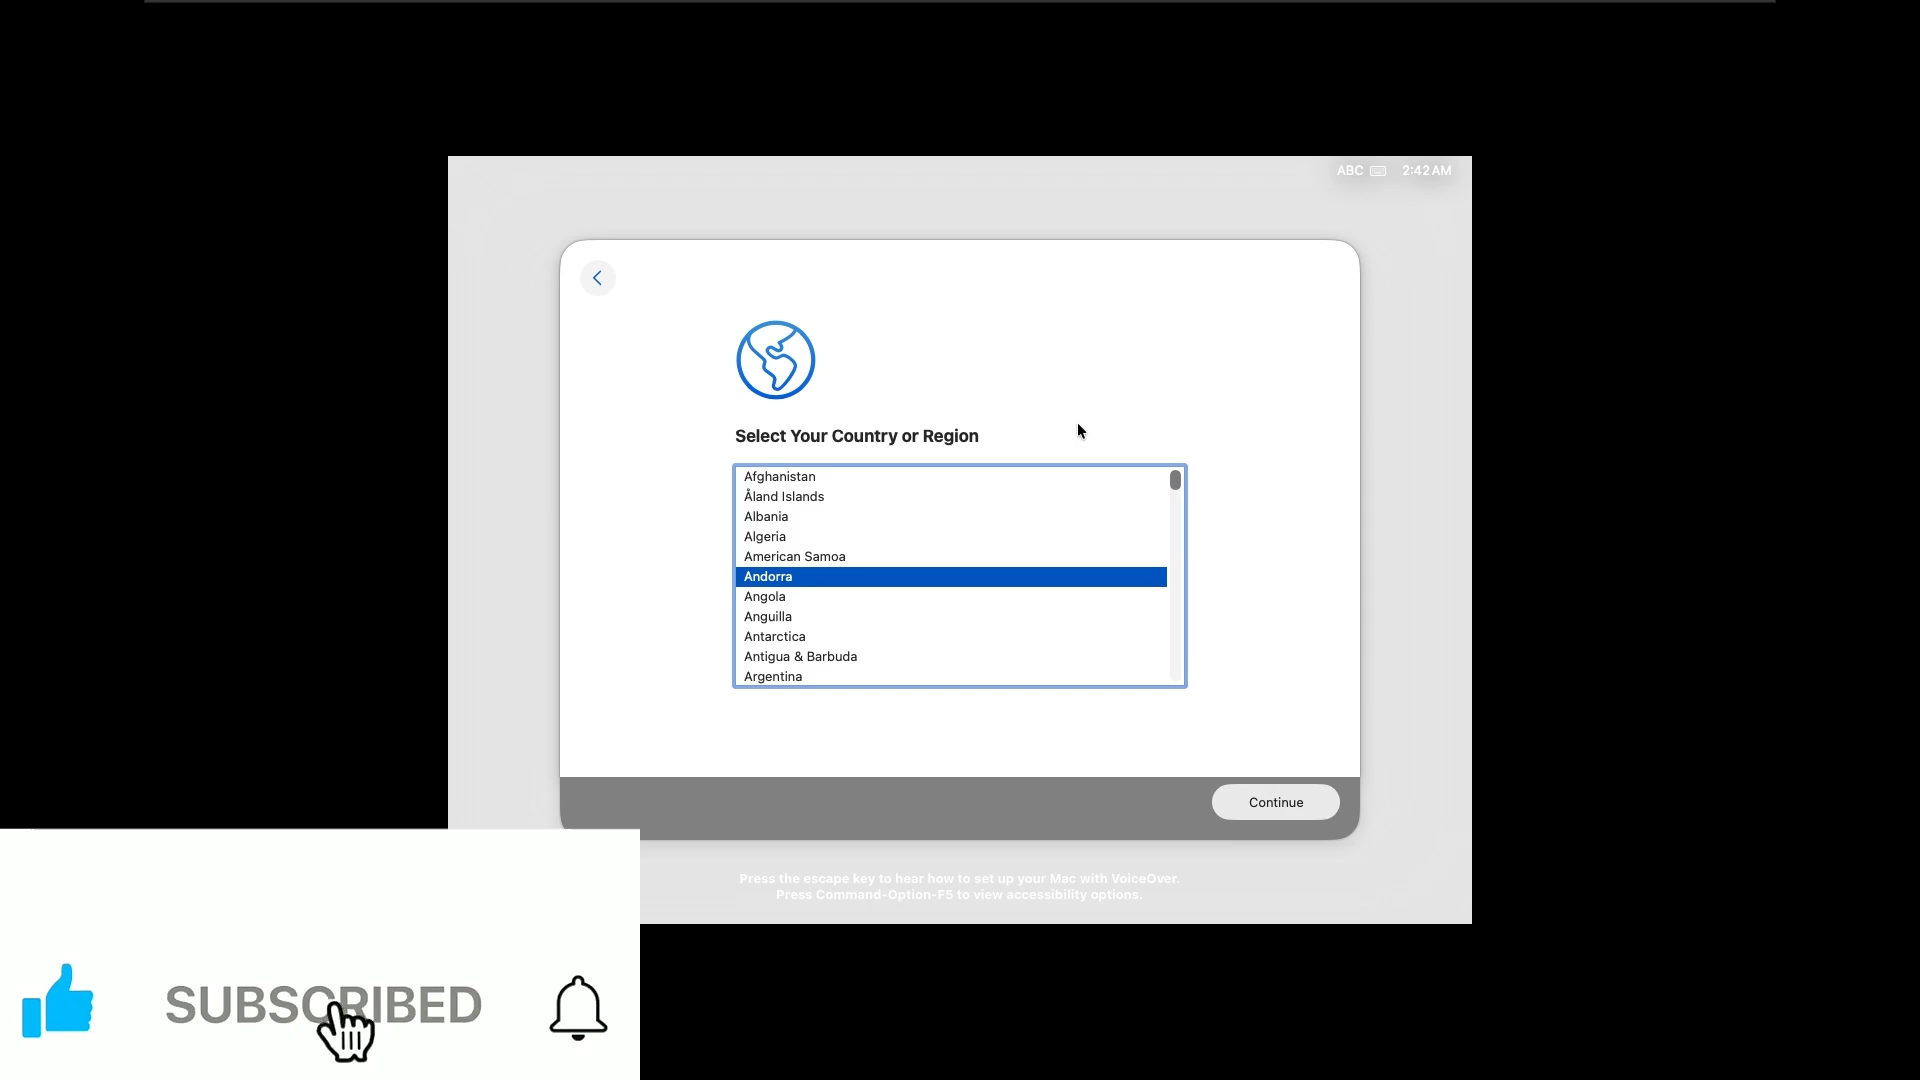 ABC 2:42 AM
Select Your Country or Region
Afghanistan
Åland Islands
Albania
Algeria
American Samoa
Andorra
Angola
Anguilla
Antarctica
Antigua & Barbuda
Argentina
Continue
Press the escape key to hear how to set up your Mac with VoiceOver.
Press Command-Option-F5 to view accessibility options.
SUBSCRIBED